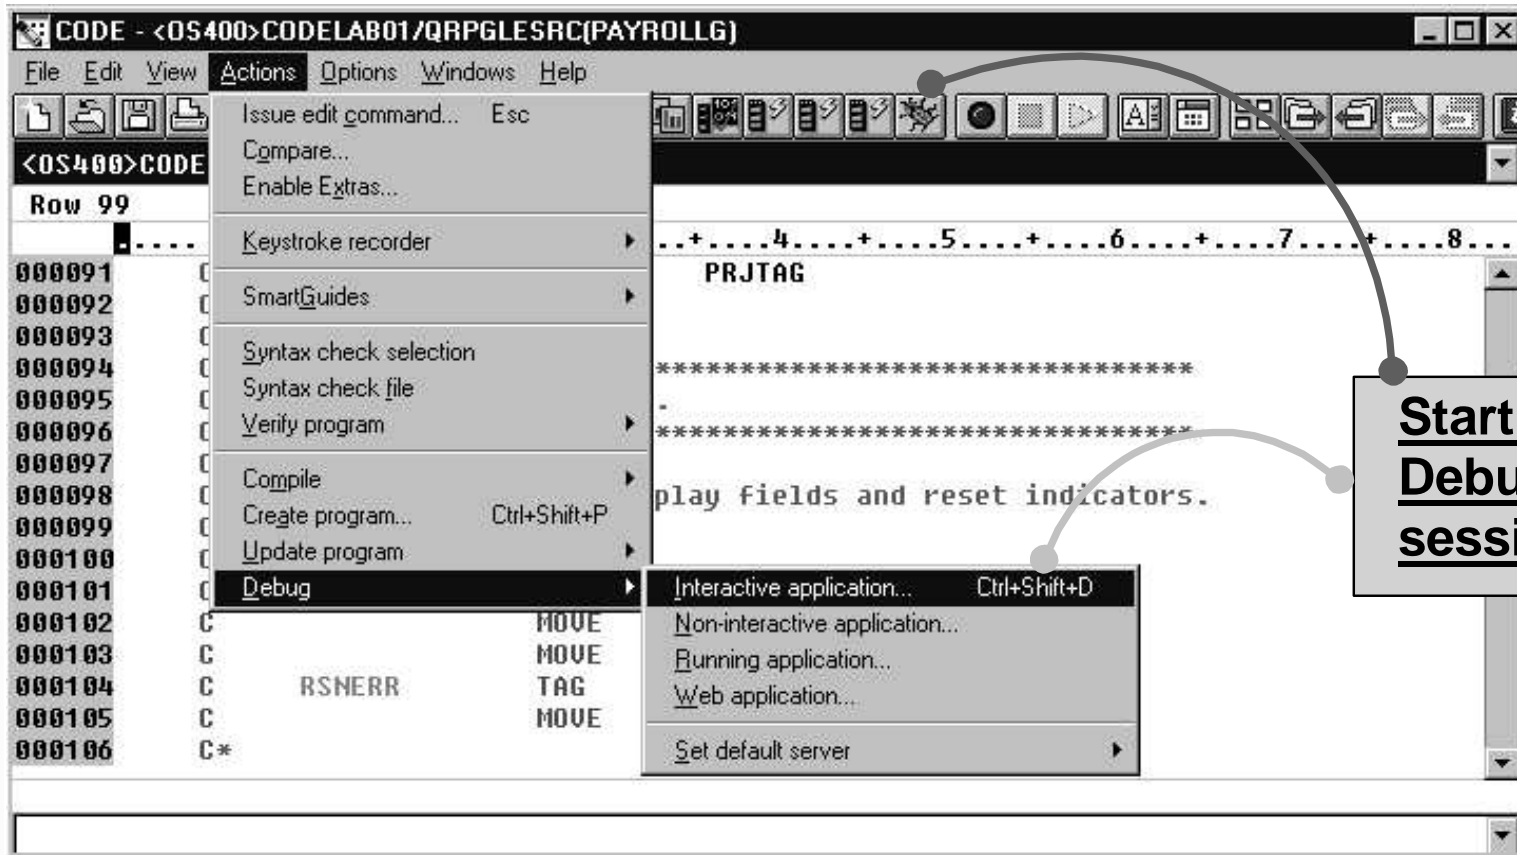 CODE - <OS400>CODELAB01/QRPGLESRC(PAYROLLG)
File Edit View Actions Options Windows Help
Issue edit command... Esc
Compare...
Enable Extras...
Keystroke recorder
SmartGuides
Syntax check selection
Syntax check file
Verify program
Compile
Create program... Ctrl+Shift+P
Update program
Debug
Interactive application... Ctrl+Shift+D
Non-interactive application...
Running application...
Web application...
Set default server
<OS400>CODE
Row 99
..+....4....+....5....+....6....+....7....+....8...
000091 C PRJTAG
000092 C
000093 C
000094 C *********************************
000095 C .
000096 C *********************************
000097 C
000098 C play fields and reset indicators.
000099 C
000100 C
000101 C
000102 C MOVE
000103 C MOVE
000104 C RSNERR TAG
000105 C MOVE
000106 C*
Start
Debu
sessi